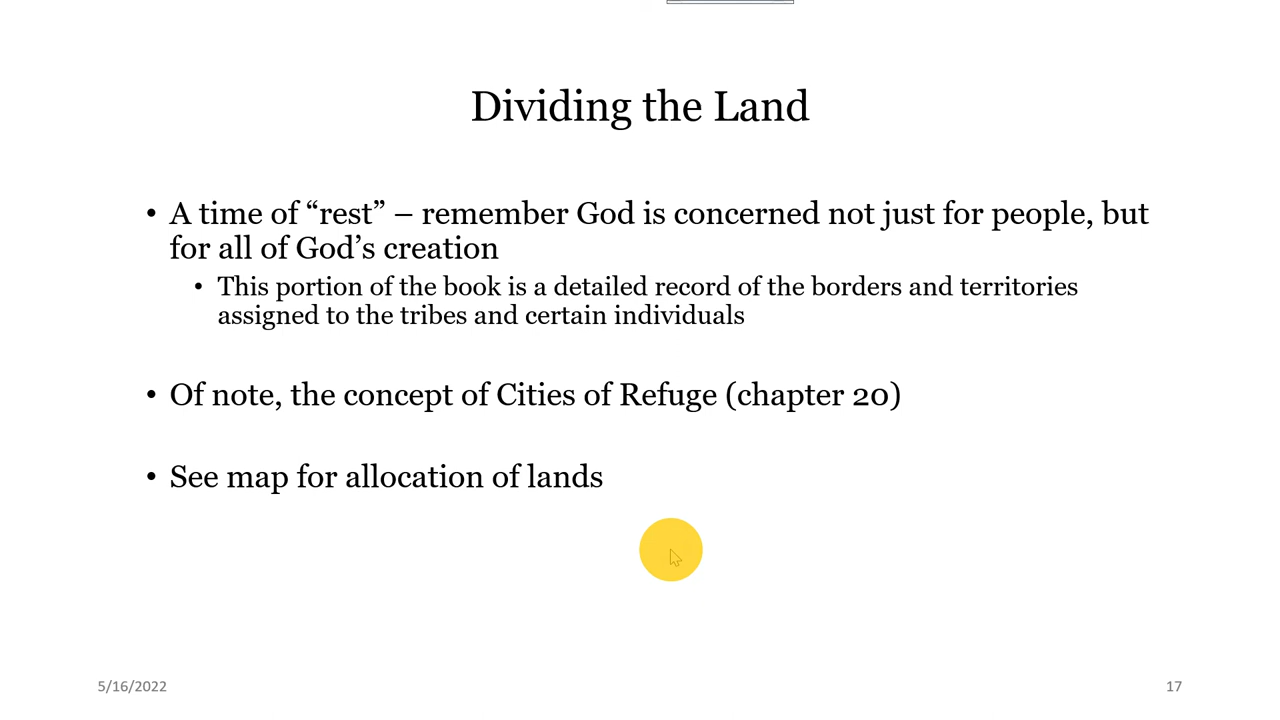 Dividing the Land
• A time of “rest” – remember God is concerned not just for people, but
for all of God’s creation
• This portion of the book is a detailed record of the borders and territories
assigned to the tribes and certain individuals
• Of note, the concept of Cities of Refuge (chapter 20)
• See map for allocation of lands
5/16/2022
17